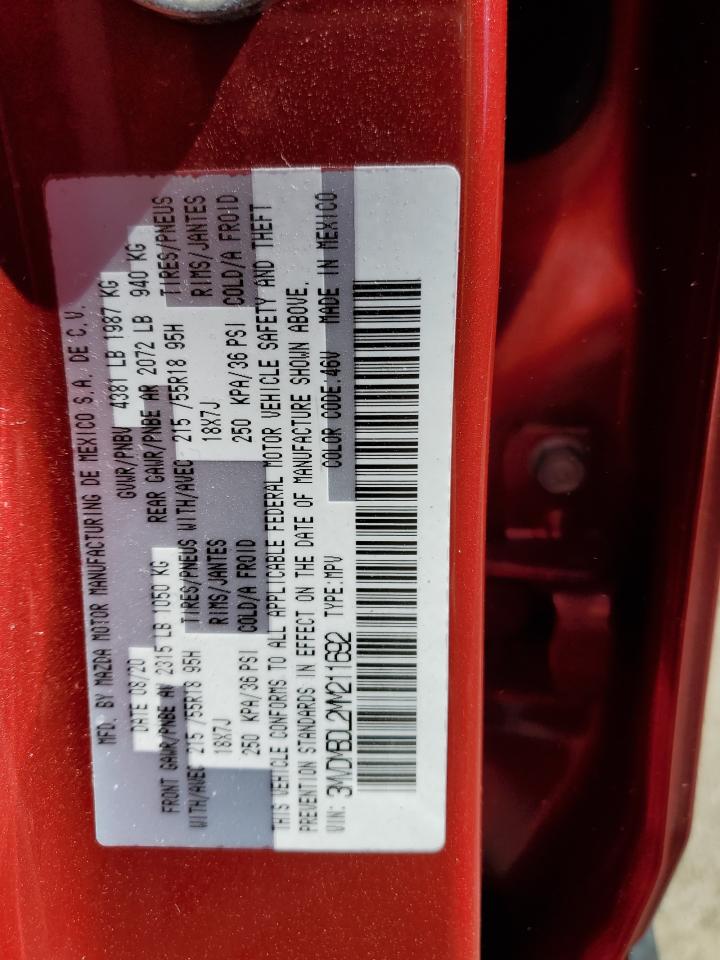 MFD. BY MAZDA MOTOR MANUFACTURING DE MEXICO S.A. DE C.V.
DATE 08/20 GVWR/PNBV 4381 LB 1987 KG
FRONT GAWR/PNBE AV 2315 LB 1050 KG REAR GAWR/PNBE AR 2072 LB 940 KG
WITH/AVEC 215 /55R18 95H TIRES/PNEUS WITH/AVEC 215 /55R18 95H TIRES/PNEUS
18X7J RIMS/JANTES 18X7J RIMS/JANTES
250 KPA/36 PSI COLD/A FROID 250 KPA/36 PSI COLD/A FROID
THIS VEHICLE CONFORMS TO ALL APPLICABLE FEDERAL MOTOR VEHICLE SAFETY AND THEFT
PREVENTION STANDARDS IN EFFECT ON THE DATE OF MANUFACTURE SHOWN ABOVE.
VIN: 3MVDMBDL2MM211692 TYPE:MPV COLOR CODE:46V MADE IN MEXICO